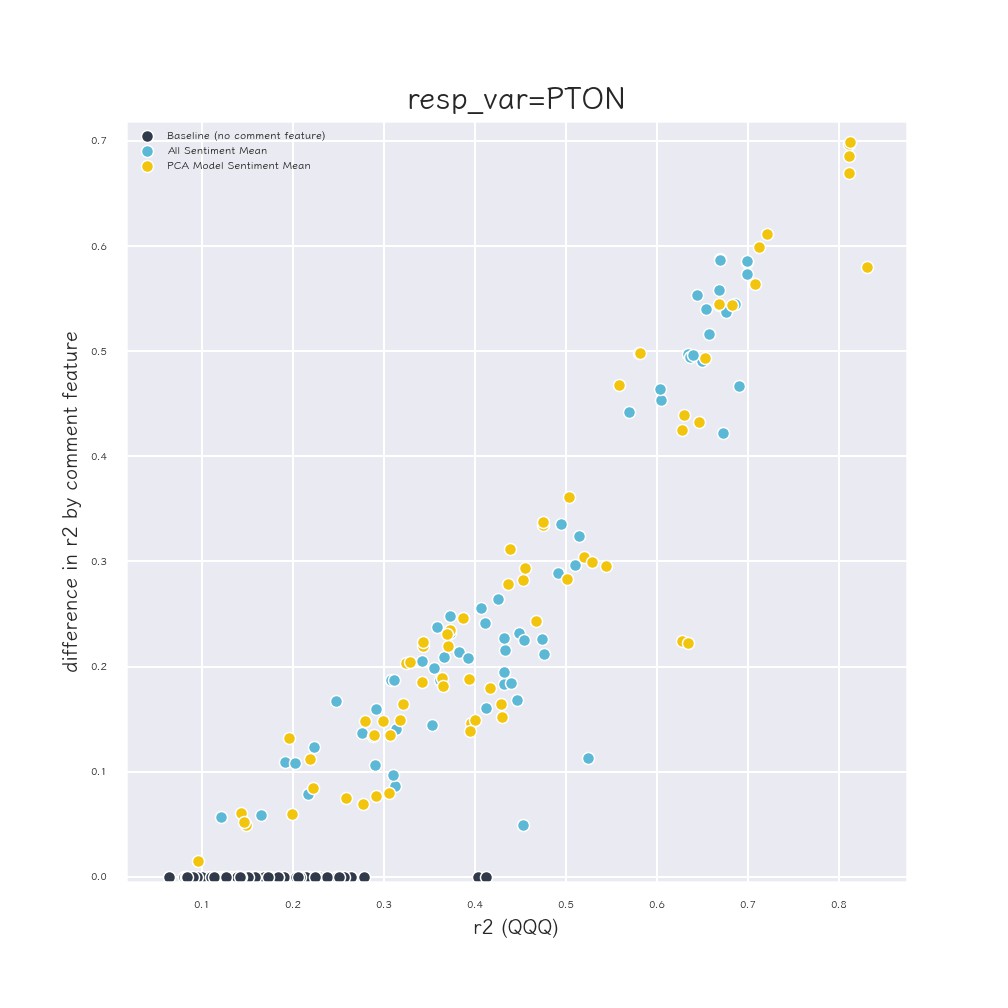 resp_var=PTON
Baseline (no comment feature)
All Sentiment Mean
PCA Model Sentiment Mean
difference in r2 by comment feature
0.7
0.6
0.5
0.4
0.3
0.2
0.1
0.0
0.1 0.2 0.3 0.4 0.5 0.6 0.7 0.8
r2 (QQQ)